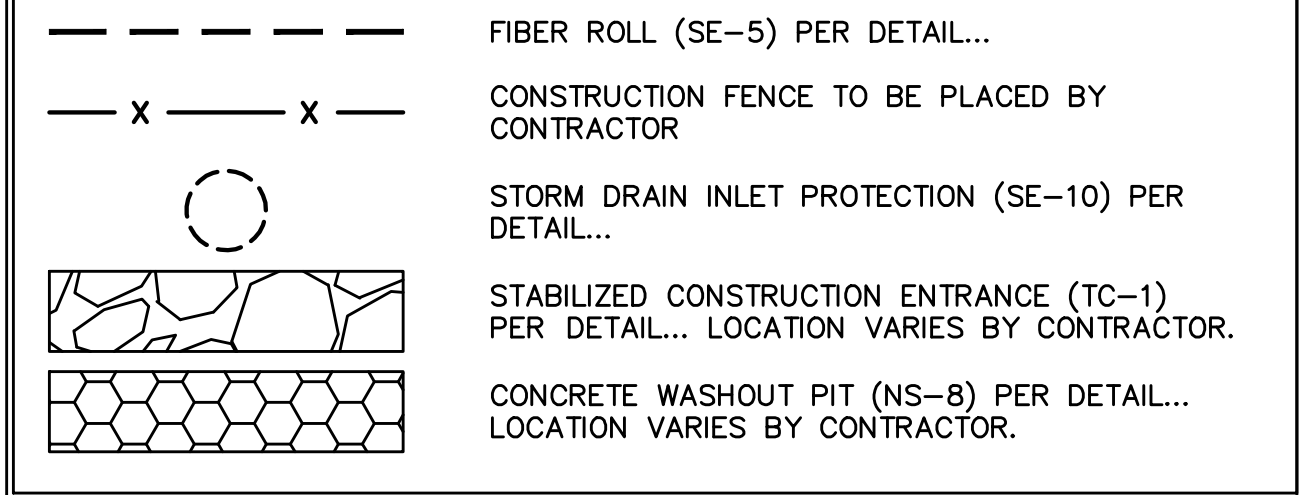 FIBER ROLL (SE-5) PER DETAIL...
X X
CONSTRUCTION FENCE TO BE PLACED BY
CONTRACTOR
STORM DRAIN INLET PROTECTION (SE-10) PER
DETAIL...
STABILIZED CONSTRUCTION ENTRANCE (TC-1)
PER DETAIL... LOCATION VARIES BY CONTRACTOR.
CONCRETE WASHOUT PIT (NS-8) PER DETAIL...
LOCATION VARIES BY CONTRACTOR.